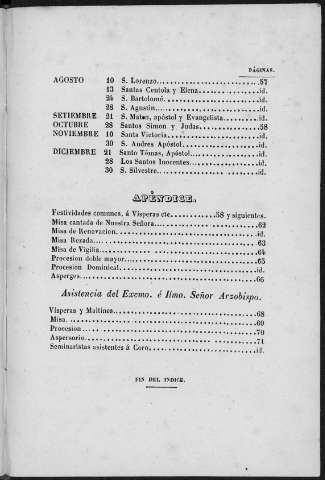 PÁGINAS.
AGOSTO 10 S. Lorenzo. 57
13 Santas Centola y Elena id.
24 S. Bartolomé. id.
28 S. Agustin. id.
SETIEMBRE 21 S. Mateo, apóstol y Evangelista id.
OCTUBRE 28 Santos Simon y Judas. 58
NOVIEMBRE 10 Santa Victoria id.
30 S. Andres Apóstol. id.
DICIEMBRE 21 Santo Tómas, Apóstol. id.
28 Los Santos Inocentes id.
30 S. Silvestre. id.
APÉNDICE.
Festividades comunes, á Vísperas etc. 58 y siguientes.
Misa cantada de Nuestra Señora. 62
Misa de Renovacion. id.
Misa Rezada. 63
Misa de Vigilia. 64
Procesion doble mayor 65
Procesion Dominical. id.
Asperges. 66
Asistencia del Excmo. é Ilmo. Señor Arzobispo.
Vísperas y Maitines. 68
Misa. 69
Procesion 70
Aspersorio. 71
Seminaristas asistentes á Coro. id.
FIN DEL INDICE.